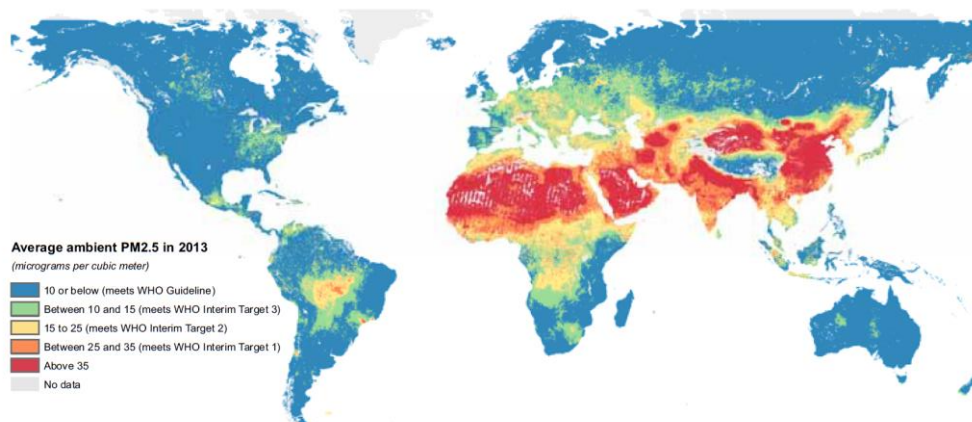 Average ambient PM2.5 in 2013
(micrograms per cubic meter)
10 or below (meets WHO Guideline)
Between 10 and 15 (meets WHO Interim Target 3)
15 to 25 (meets WHO Interim Target 2)
Between 25 and 35 (meets WHO Interim Target 1)
Above 35
No data